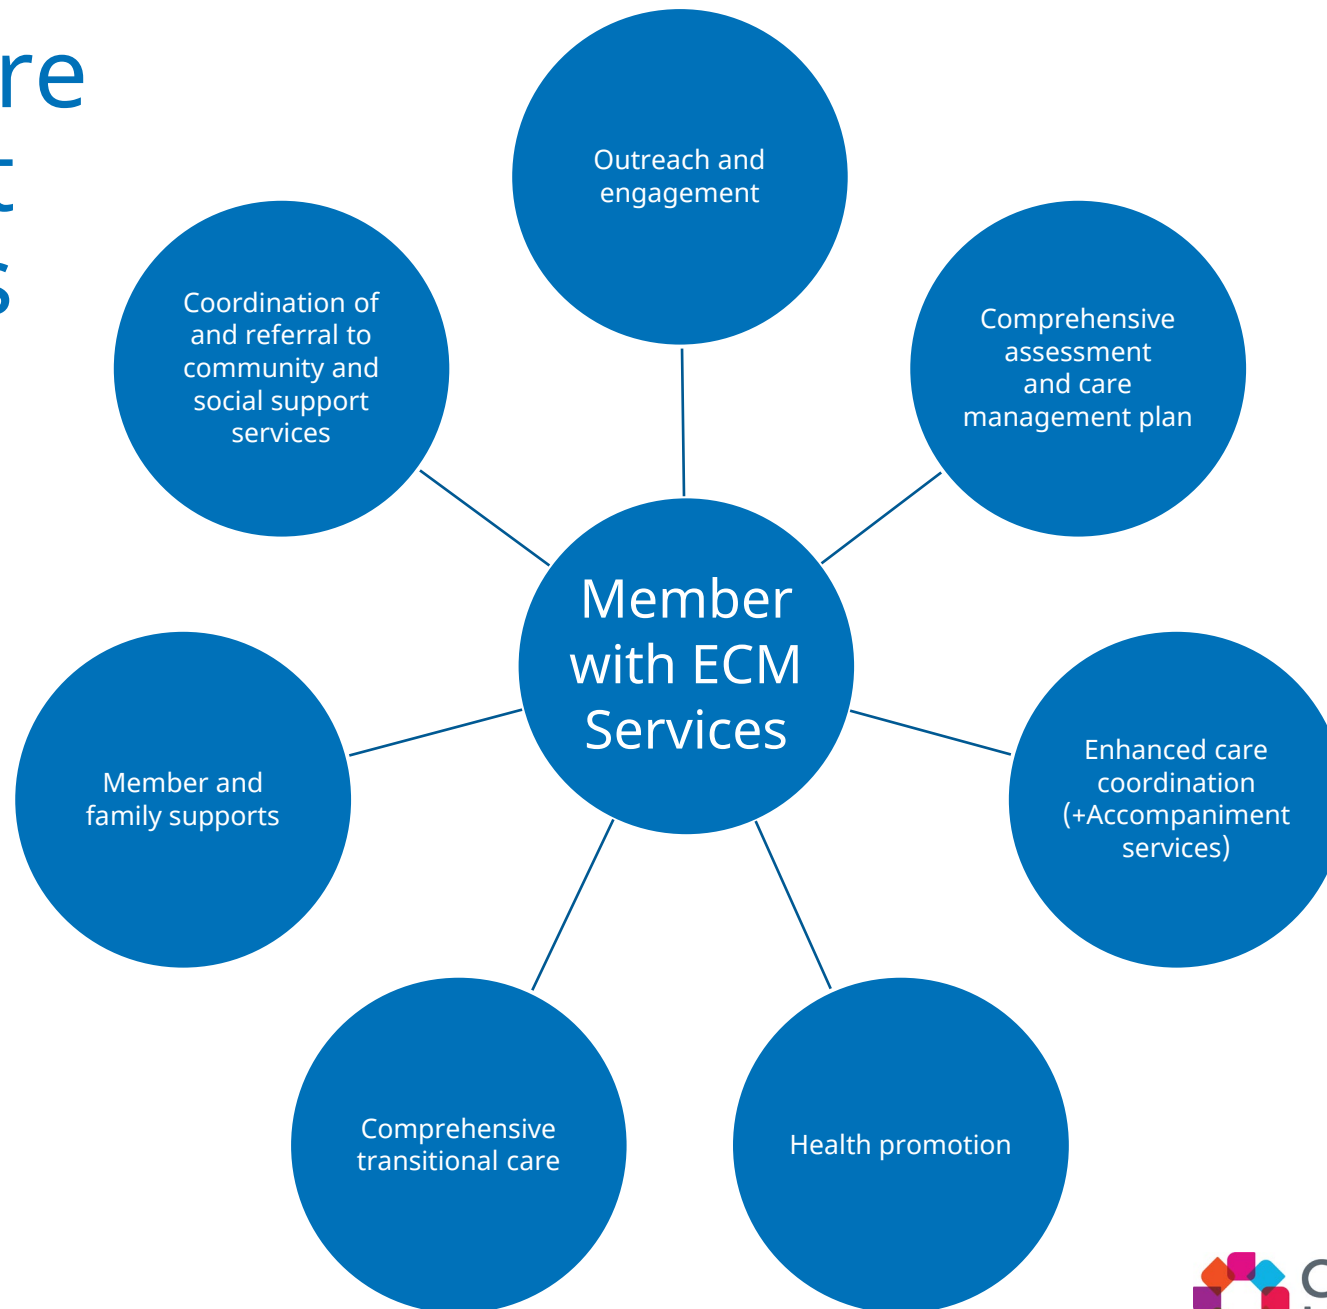 re
t
s
Outreach and
engagement
Comprehensive
assessment
and care
management plan
Enhanced care
coordination
(+Accompaniment
services)
Health promotion
Comprehensive
transitional care
Member and
family supports
Coordination of
and referral to
community and
social support
services
Member
with ECM
Services